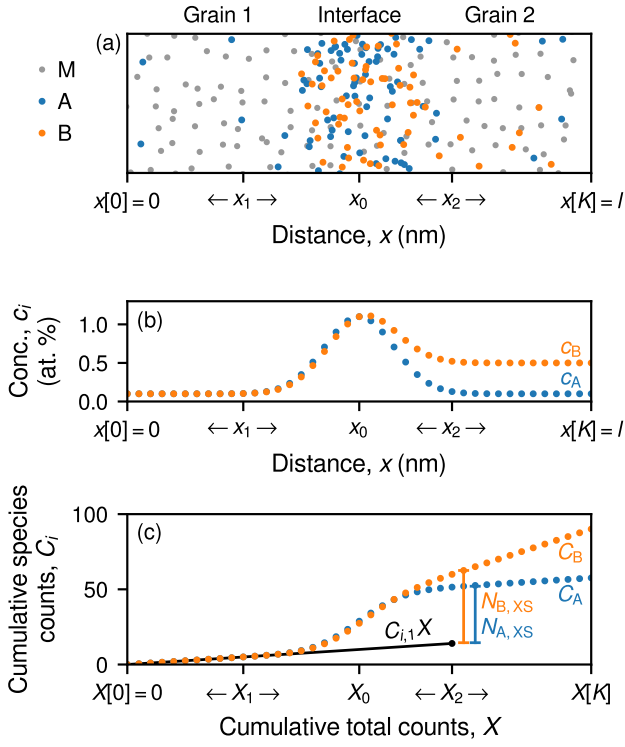 Grain 1 Interface Grain 2
(a)
M
A
B
x[0] = 0 ← x₁ → x₀ ← x₂ → x[K] = l
Distance, x (nm)
(b)
Conc., cᵢ
(at. %)
1.0
0.5
0.0
c_B
c_A
x[0] = 0 ← x₁ → x₀ ← x₂ → x[K] = l
Distance, x (nm)
(c)
Cumulative species
counts, Cᵢ
100
50
0
C_B
C_A
N_B, XS
N_A, XS
C_i,1X
X[0] = 0 ← X₁ → X₀ ← X₂ → X[K]
Cumulative total counts, X